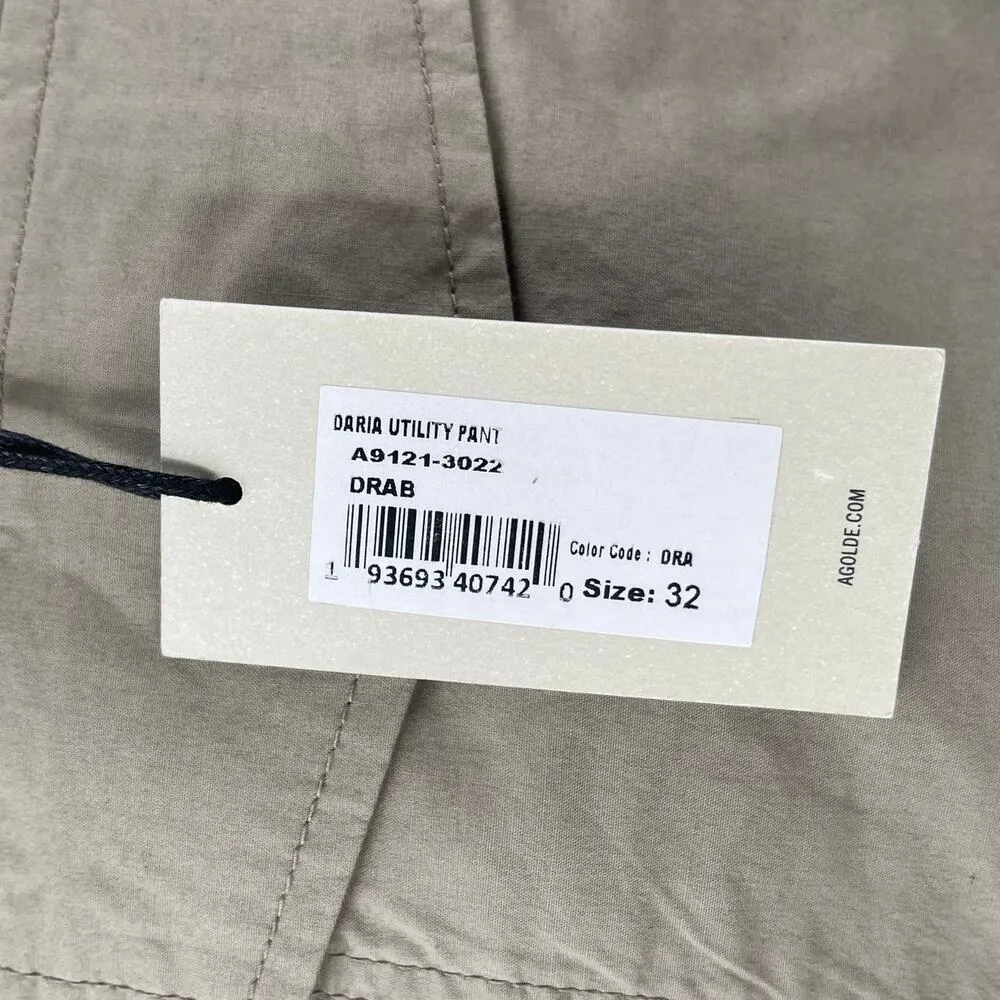 DARIA UTILITY PANT
A9121-3022
DRAB
Color Code : DRA
1 93693 40742 0 Size: 32
AGOLDE.COM